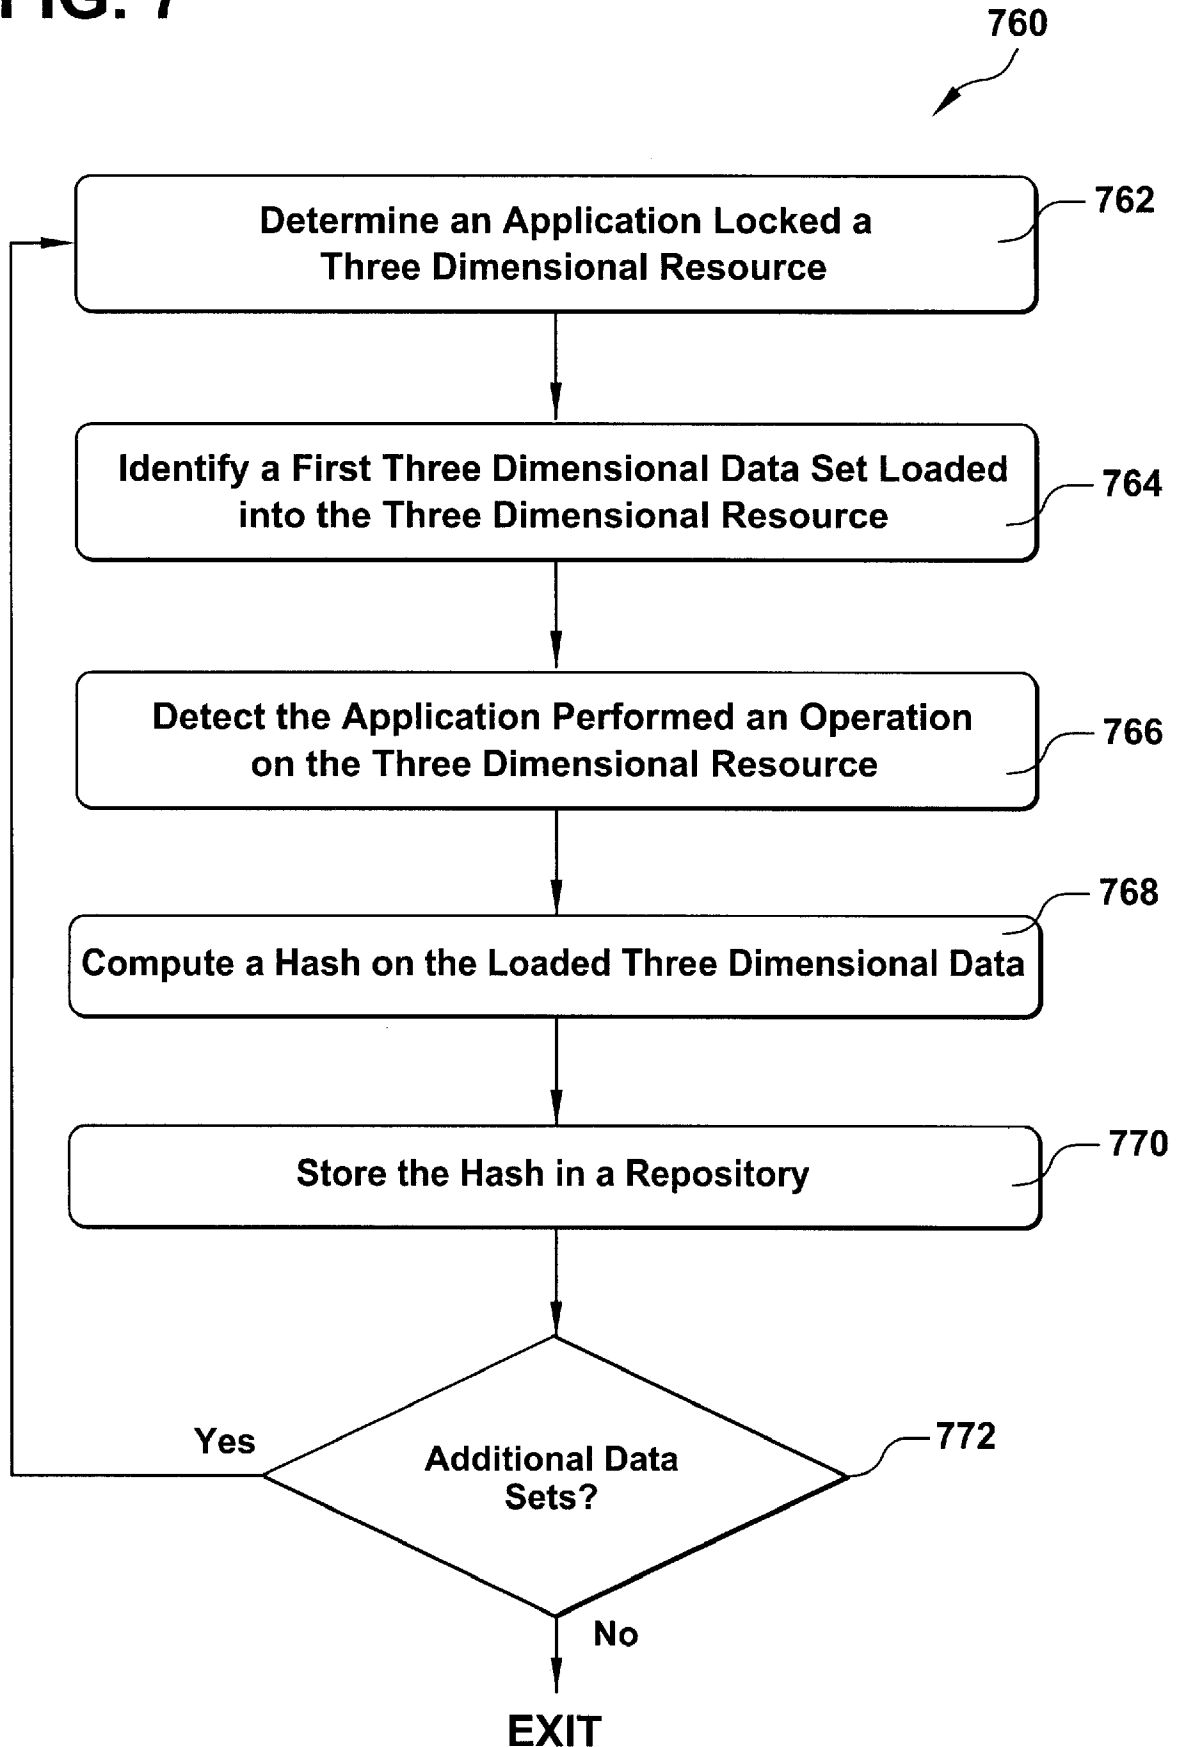 FIG. 7
760
Determine an Application Locked a
Three Dimensional Resource
762
Identify a First Three Dimensional Data Set Loaded
into the Three Dimensional Resource
764
Detect the Application Performed an Operation
on the Three Dimensional Resource
766
Compute a Hash on the Loaded Three Dimensional Data
768
Store the Hash in a Repository
770
Yes
Additional Data
Sets?
772
No
EXIT